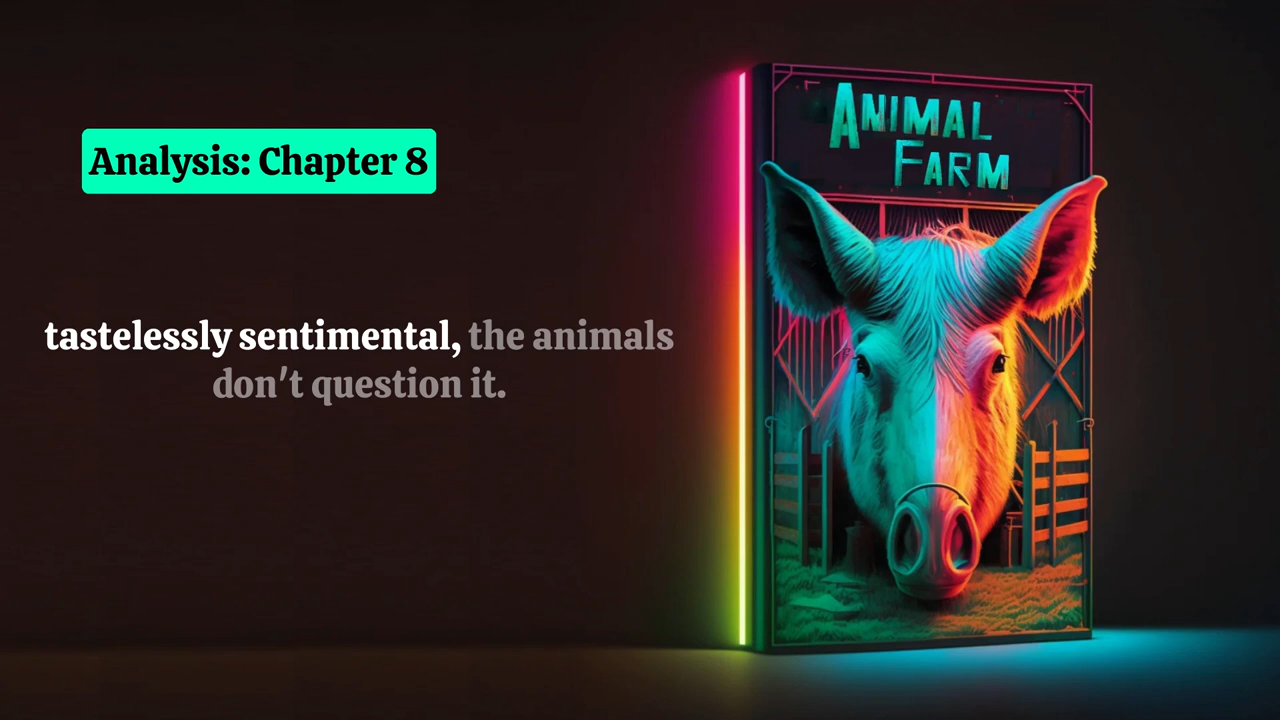 Analysis: Chapter 8
tastelessly sentimental, the animals
don't question it.
ANIMAL
FARM